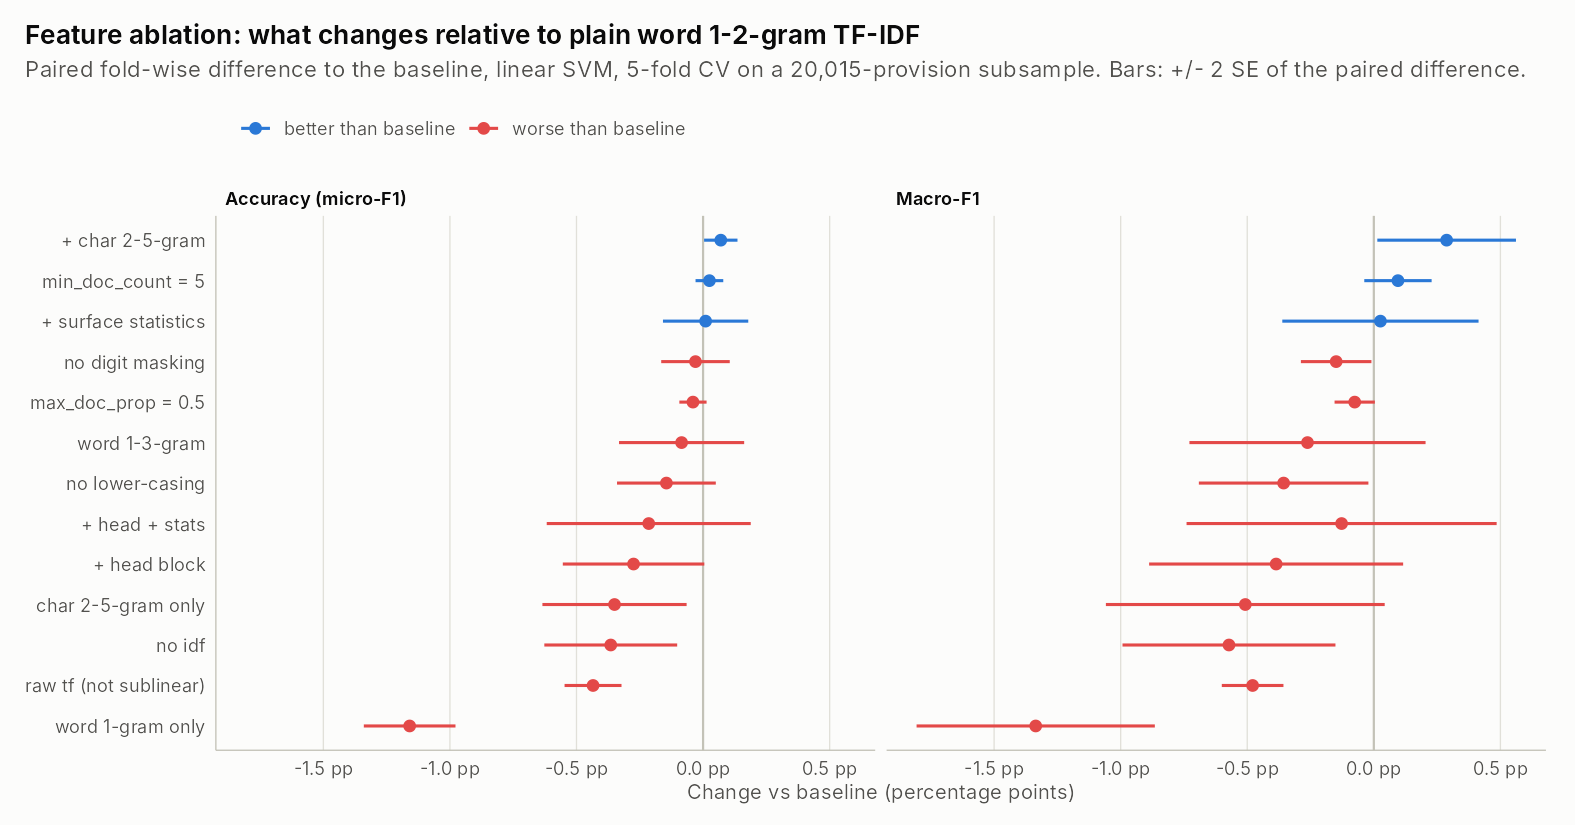 Feature ablation: what changes relative to plain word 1-2-gram TF-IDF
Paired fold-wise difference to the baseline, linear SVM, 5-fold CV on a 20,015-provision subsample. Bars: +/- 2 SE of the paired difference.
better than baseline worse than baseline
Accuracy (micro-F1) Macro-F1
+ char 2-5-gram
min_doc_count = 5
+ surface statistics
no digit masking
max_doc_prop = 0.5
word 1-3-gram
no lower-casing
+ head + stats
+ head block
char 2-5-gram only
no idf
raw tf (not sublinear)
word 1-gram only
-1.5 pp -1.0 pp -0.5 pp 0.0 pp 0.5 pp -1.5 pp -1.0 pp -0.5 pp 0.0 pp 0.5 pp
Change vs baseline (percentage points)